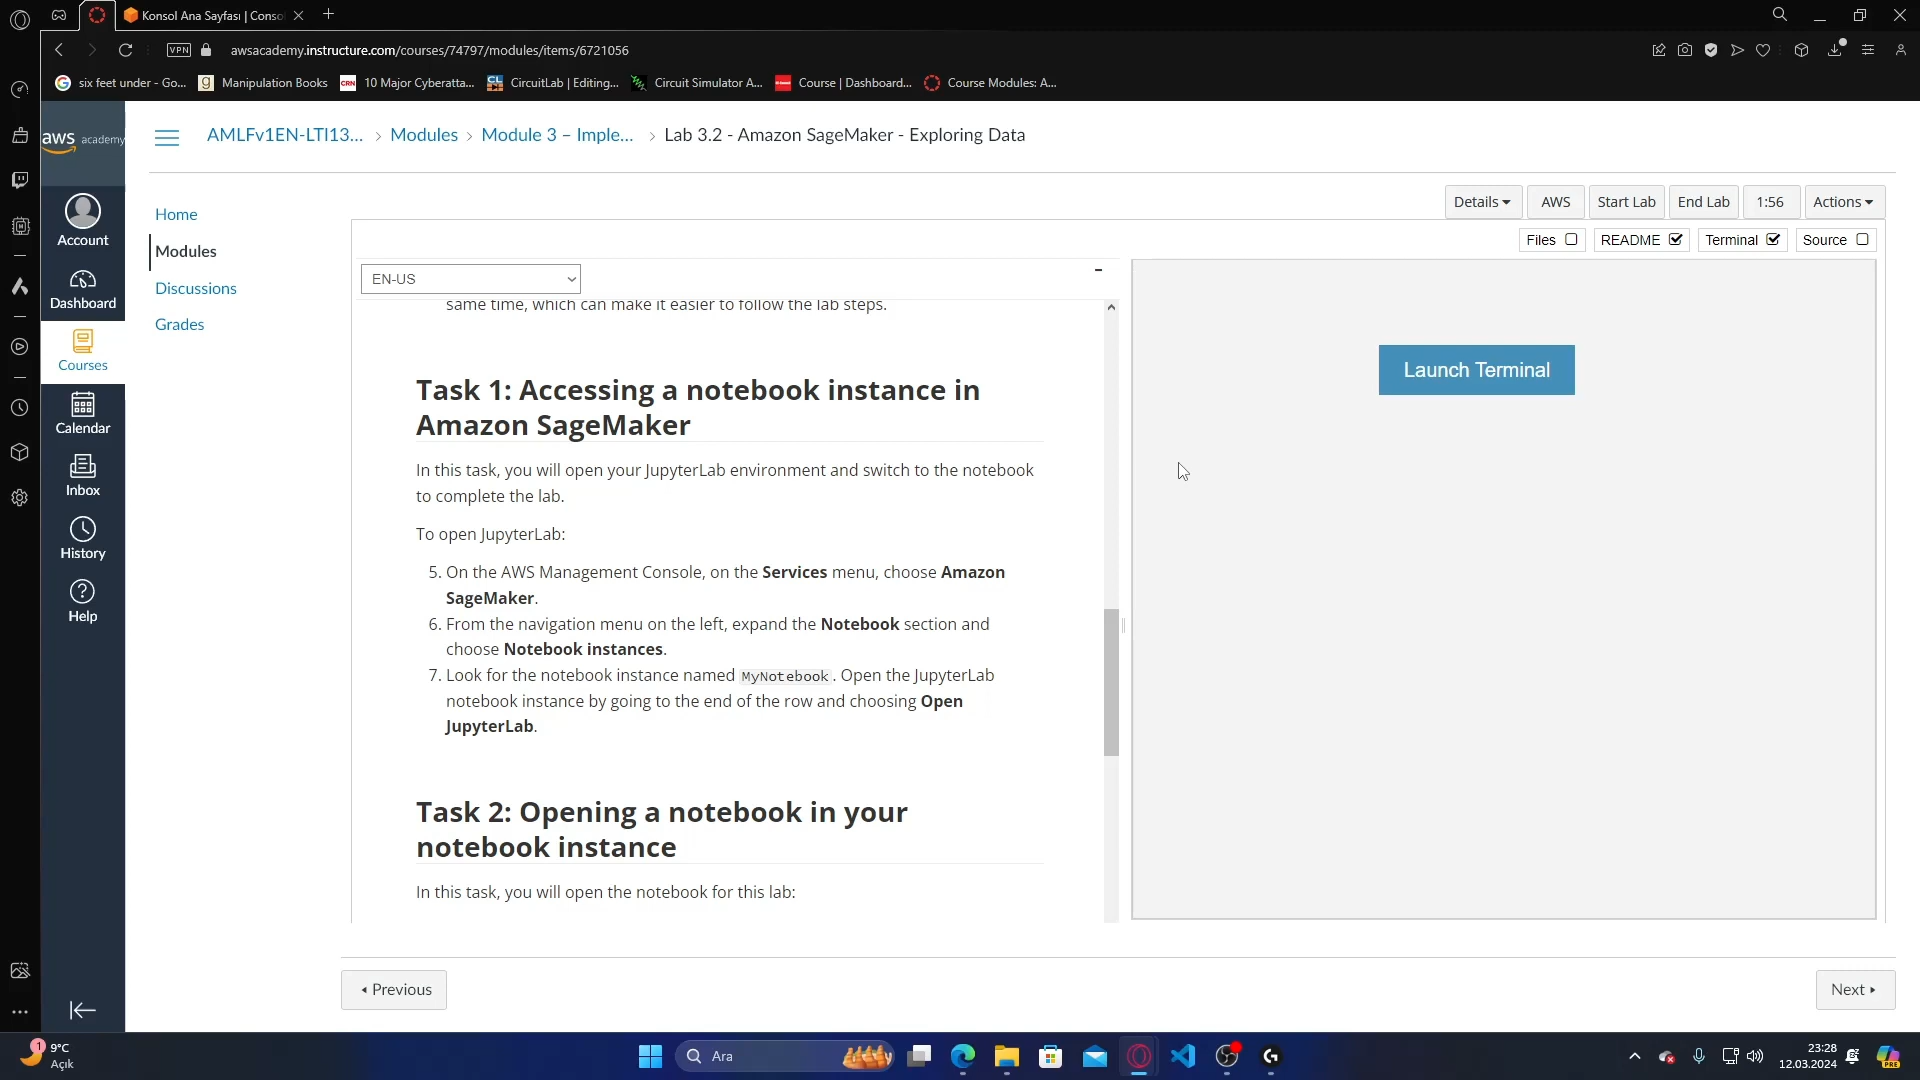 Konsol Ana Sayfası | Conso
VPN
awsacademy.instructure.com/courses/74797/modules/items/6721056
six feet under - Go...
Manipulation Books
CRN
10 Major Cyberatta...
CL
CircuitLab | Editing...
Circuit Simulator A...
Course | Dashboard...
Course Modules: A...
aws academy
AMLFv1EN-LTI13... > Modules > Module 3 – Imple... > Lab 3.2 - Amazon SageMaker - Exploring Data
Account
Dashboard
Courses
Calendar
Inbox
History
Help
Home
Modules
Discussions
Grades
Details
AWS
Start Lab
End Lab
1:56
Actions
Files
README
Terminal
Source
EN-US
same time, which can make it easier to follow the lab steps.
Task 1: Accessing a notebook instance in
Amazon SageMaker
In this task, you will open your JupyterLab environment and switch to the notebook
to complete the lab.
To open JupyterLab:
5. On the AWS Management Console, on the Services menu, choose Amazon
SageMaker.
6. From the navigation menu on the left, expand the Notebook section and
choose Notebook instances.
7. Look for the notebook instance named MyNotebook. Open the JupyterLab
notebook instance by going to the end of the row and choosing Open
JupyterLab.
Task 2: Opening a notebook in your
notebook instance
In this task, you will open the notebook for this lab:
Launch Terminal
Previous
Next
1
9°C
Açık
Ara
23:28
12.03.2024
PRE